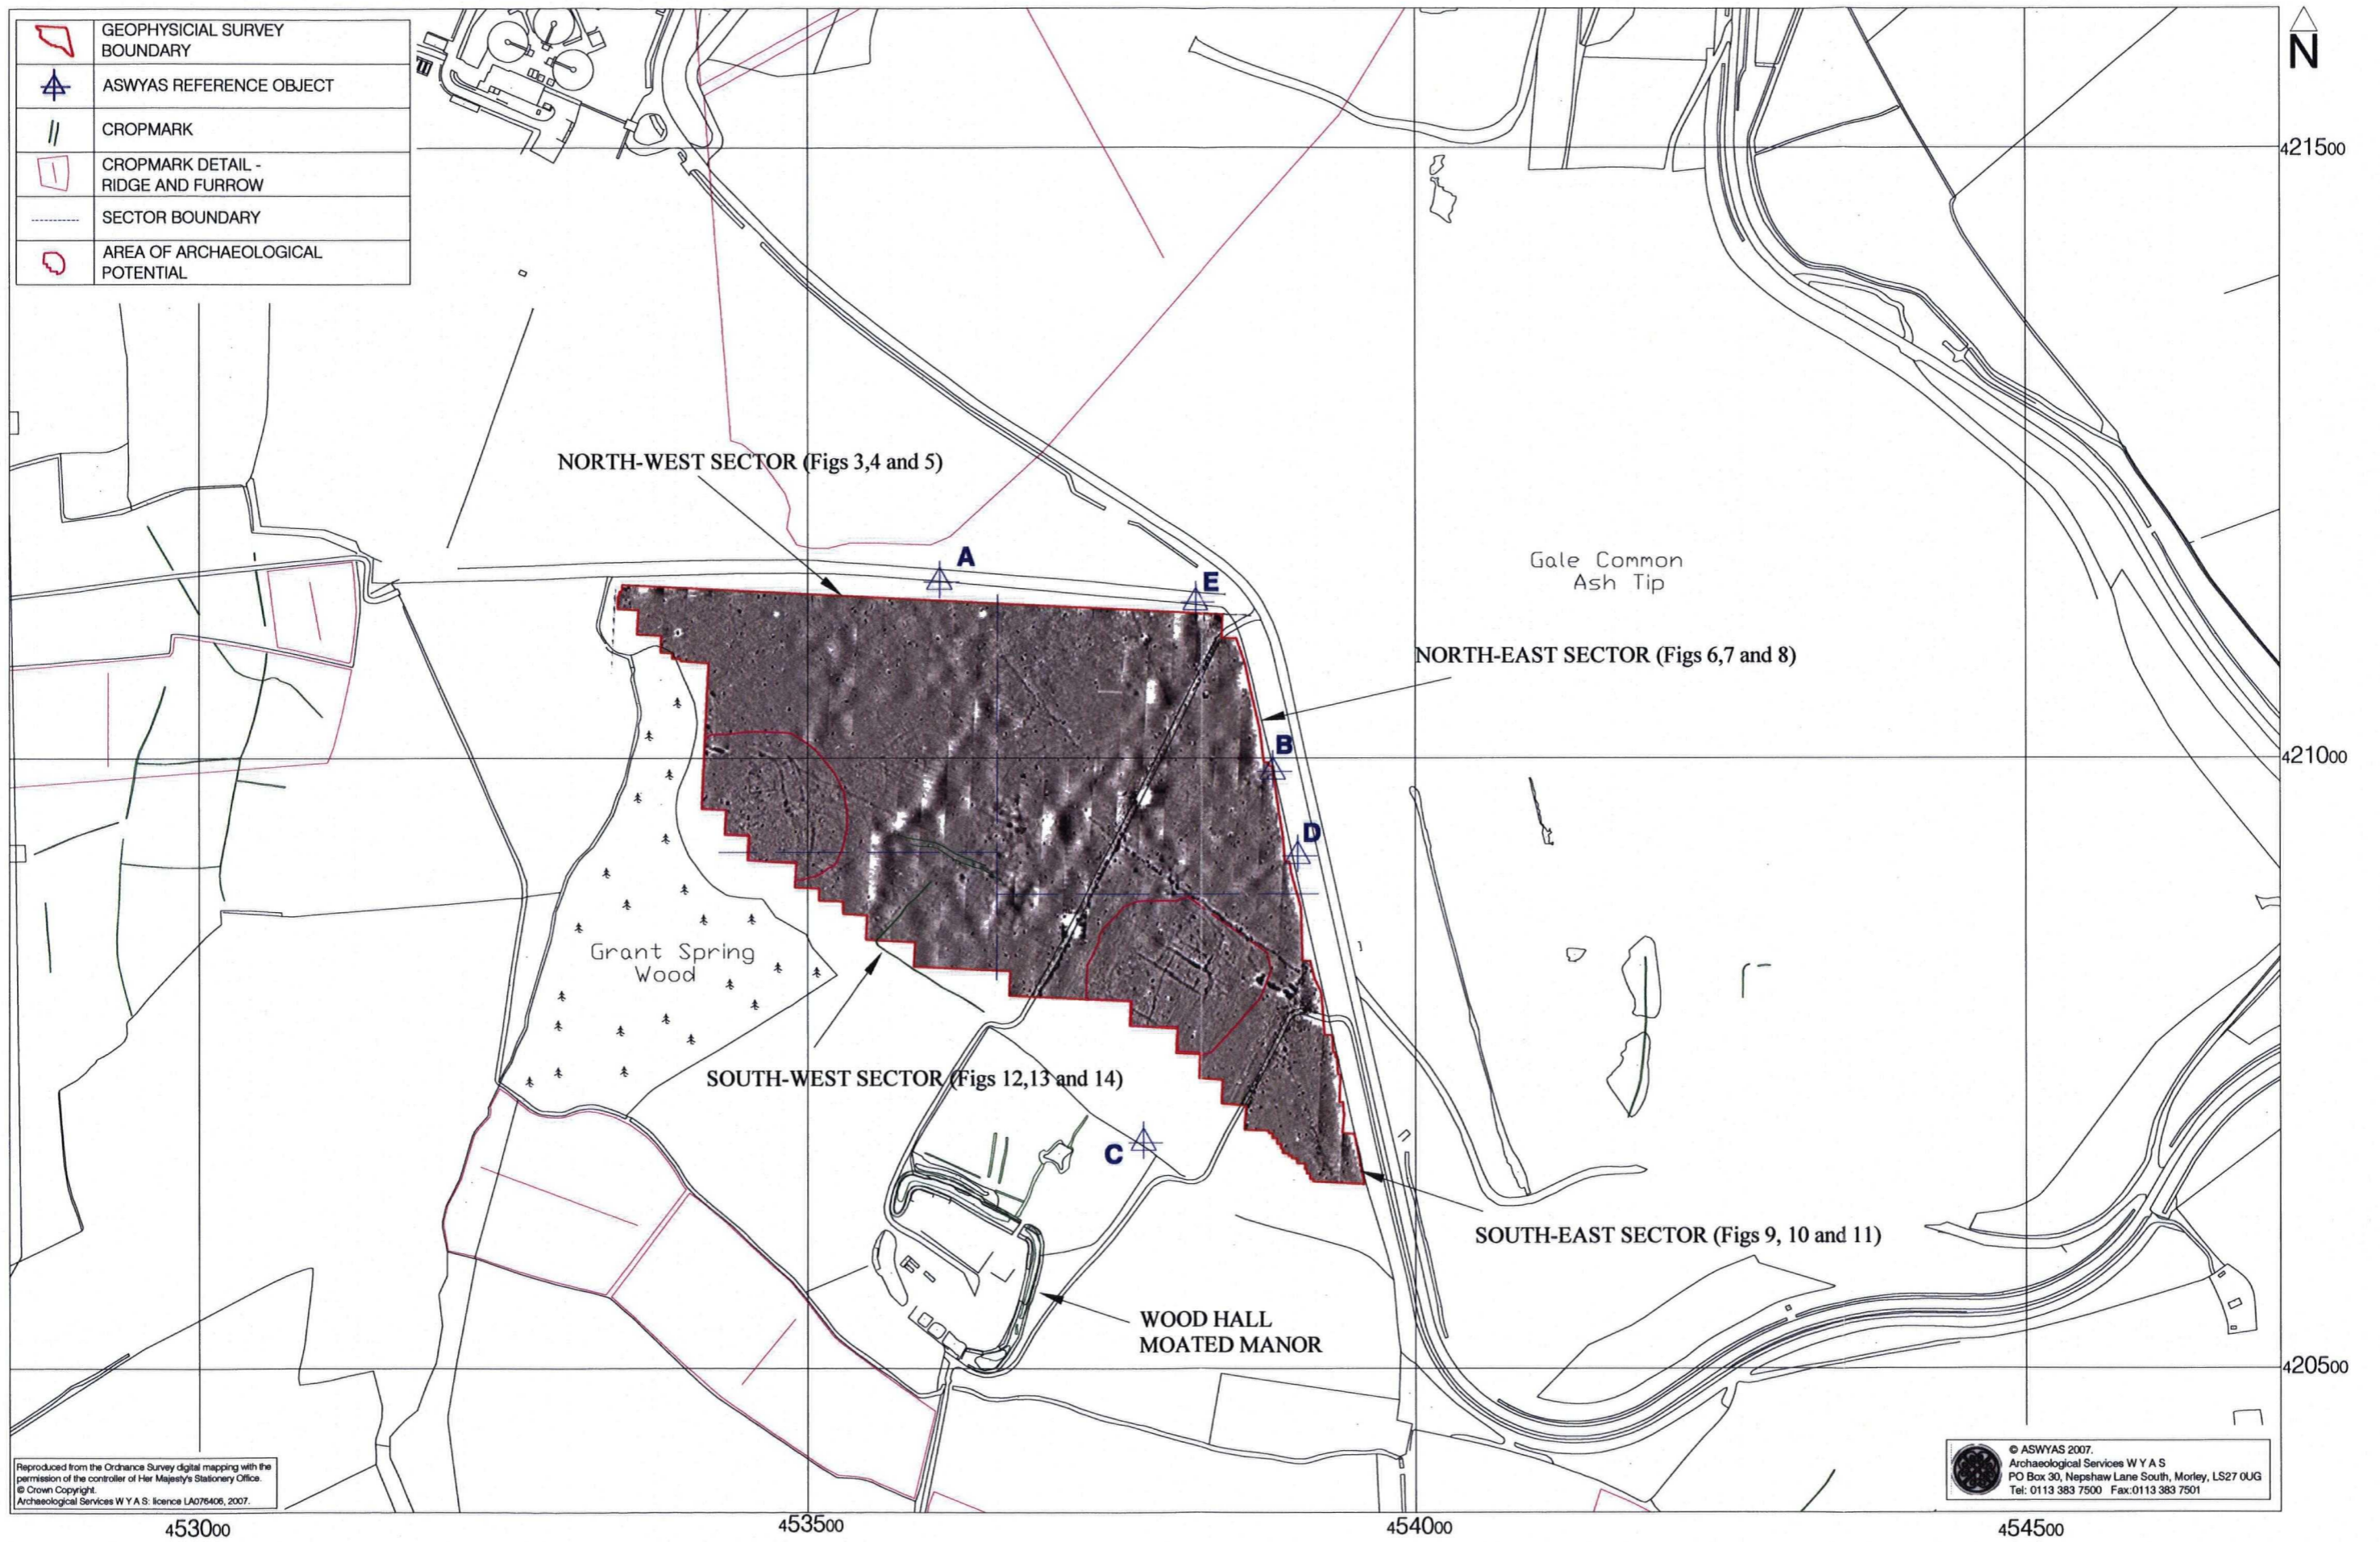 GEOPHYSICIAL SURVEY
BOUNDARY
ASWYAS REFERENCE OBJECT
CROPMARK
CROPMARK DETAIL -
RIDGE AND FURROW
SECTOR BOUNDARY
AREA OF ARCHAEOLOGICAL
POTENTIAL
N
421500
NORTH-WEST SECTOR (Figs 3,4 and 5)
A
E
Gale Common
Ash Tip
NORTH-EAST SECTOR (Figs 6,7 and 8)
B
421000
D
Grant Spring
Wood
SOUTH-WEST SECTOR (Figs 12,13 and 14)
C
SOUTH-EAST SECTOR (Figs 9, 10 and 11)
WOOD HALL
MOATED MANOR
420500
Reproduced from the Ordnance Survey digital mapping with the
permission of the controller of Her Majesty's Stationery Office.
© Crown Copyright.
Archaeological Services W Y A S: licence LA076406, 2007.
© ASWYAS 2007.
Archaeological Services W Y A S
PO Box 30, Nepshaw Lane South, Morley, LS27 0UG
Tel: 0113 383 7500 Fax:0113 383 7501
453000
453500
454000
454500